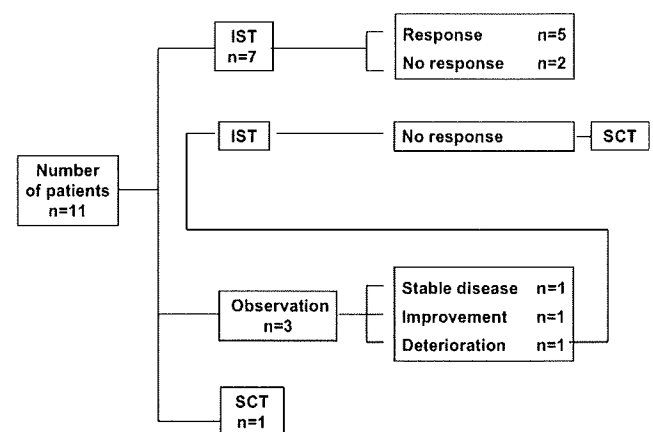 IST
n=7
Response n=5
No response n=2
IST
No response
SCT
Number
of patients
n=11
Observation
n=3
Stable disease n=1
Improvement n=1
Deterioration n=1
SCT
n=1